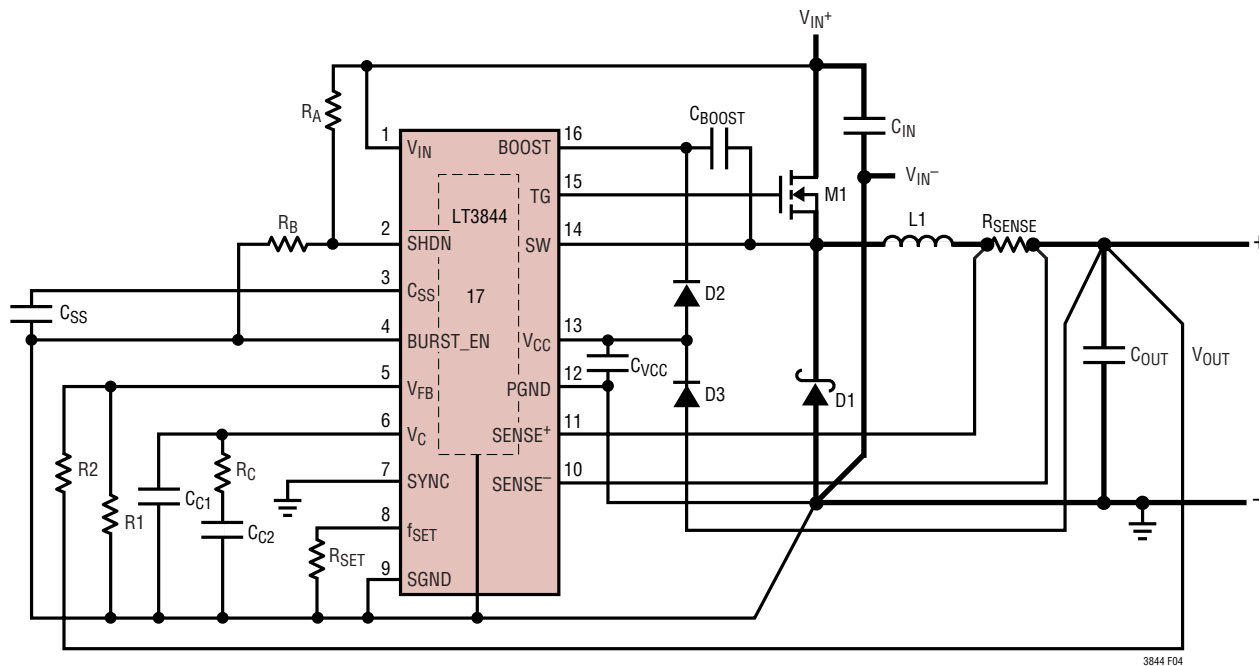 VIN+
RA
CBOOST
CIN
1
VIN
BOOST
16
VIN−
TG
15
M1
LT3844
RB
2
SHDN
SW
14
L1
RSENSE
+
3
CSS
17
D2
CSS
4
BURST_EN
VCC
13
CVCC
COUT
VOUT
5
VFB
PGND
12
D3
D1
6
VC
SENSE+
11
R2
RC
7
SYNC
SENSE−
10
CC1
R1
CC2
8
fSET
RSET
9
SGND
−
3844 F04